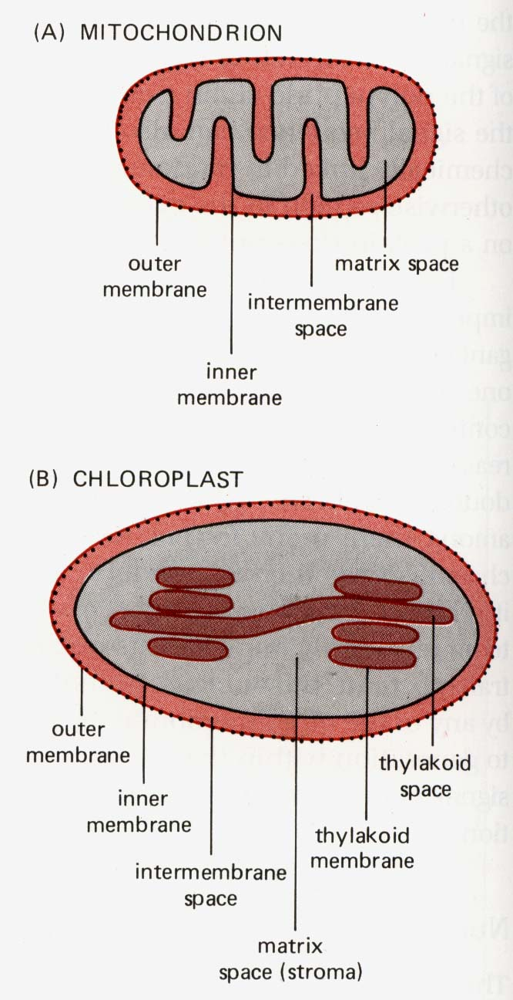 (A) MITOCHONDRION
outer
membrane
matrix space
intermembrane
space
inner
membrane
(B) CHLOROPLAST
outer
membrane
thylakoid
space
inner
membrane
thylakoid
membrane
intermembrane
space
matrix
space (stroma)